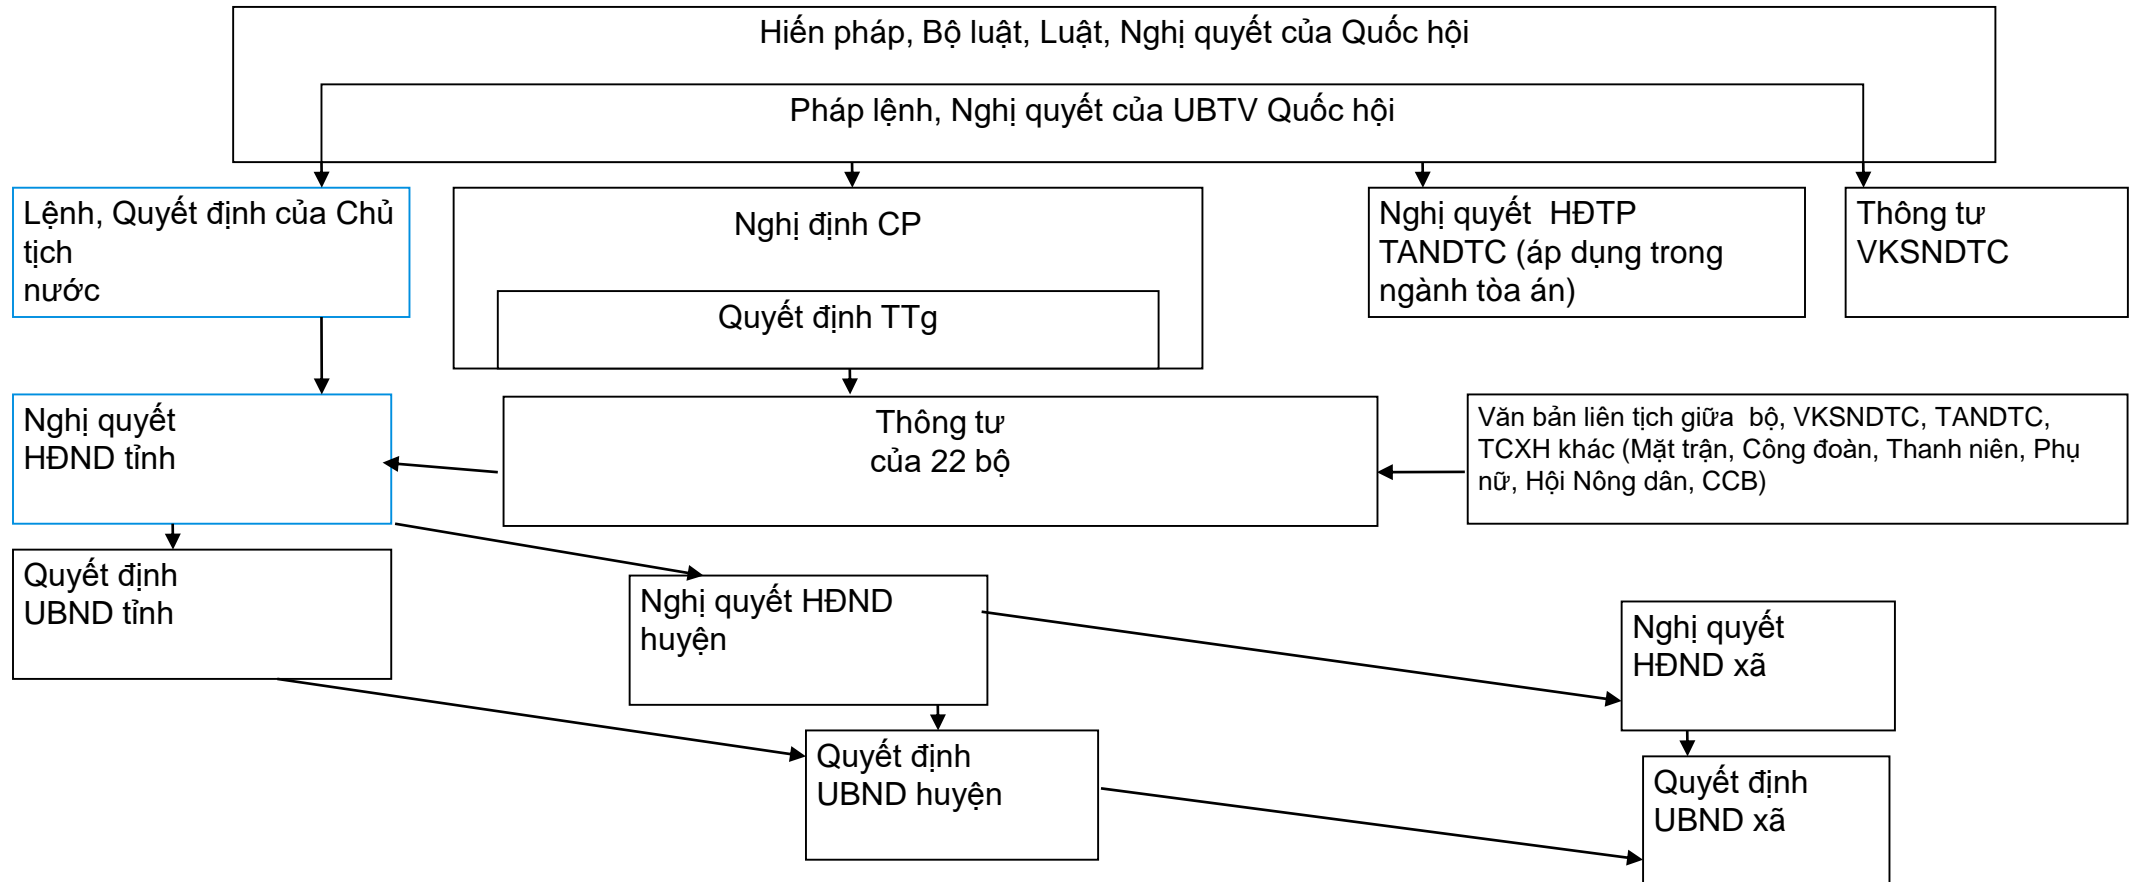 Hiến pháp, Bộ luật, Luật, Nghị quyết của Quốc hội
Pháp lệnh, Nghị quyết của UBTV Quốc hội
Lệnh, Quyết định của Chủ
tịch
nước
Nghị định CP
Quyết định TTg
Nghị quyết  HĐTP
TANDTC (áp dụng trong
ngành tòa án)
Thông tư
VKSNDTC
Nghị quyết
HĐND tỉnh
Thông tư
của 22 bộ
Văn bản liên tịch giữa  bộ, VKSNDTC, TANDTC,
TCXH khác (Mặt trận, Công đoàn, Thanh niên, Phụ
nữ, Hội Nông dân, CCB)
Quyết định
UBND tỉnh
Nghị quyết HĐND
huyện
Nghị quyết
HĐND xã
Quyết định
UBND huyện
Quyết định
UBND xã